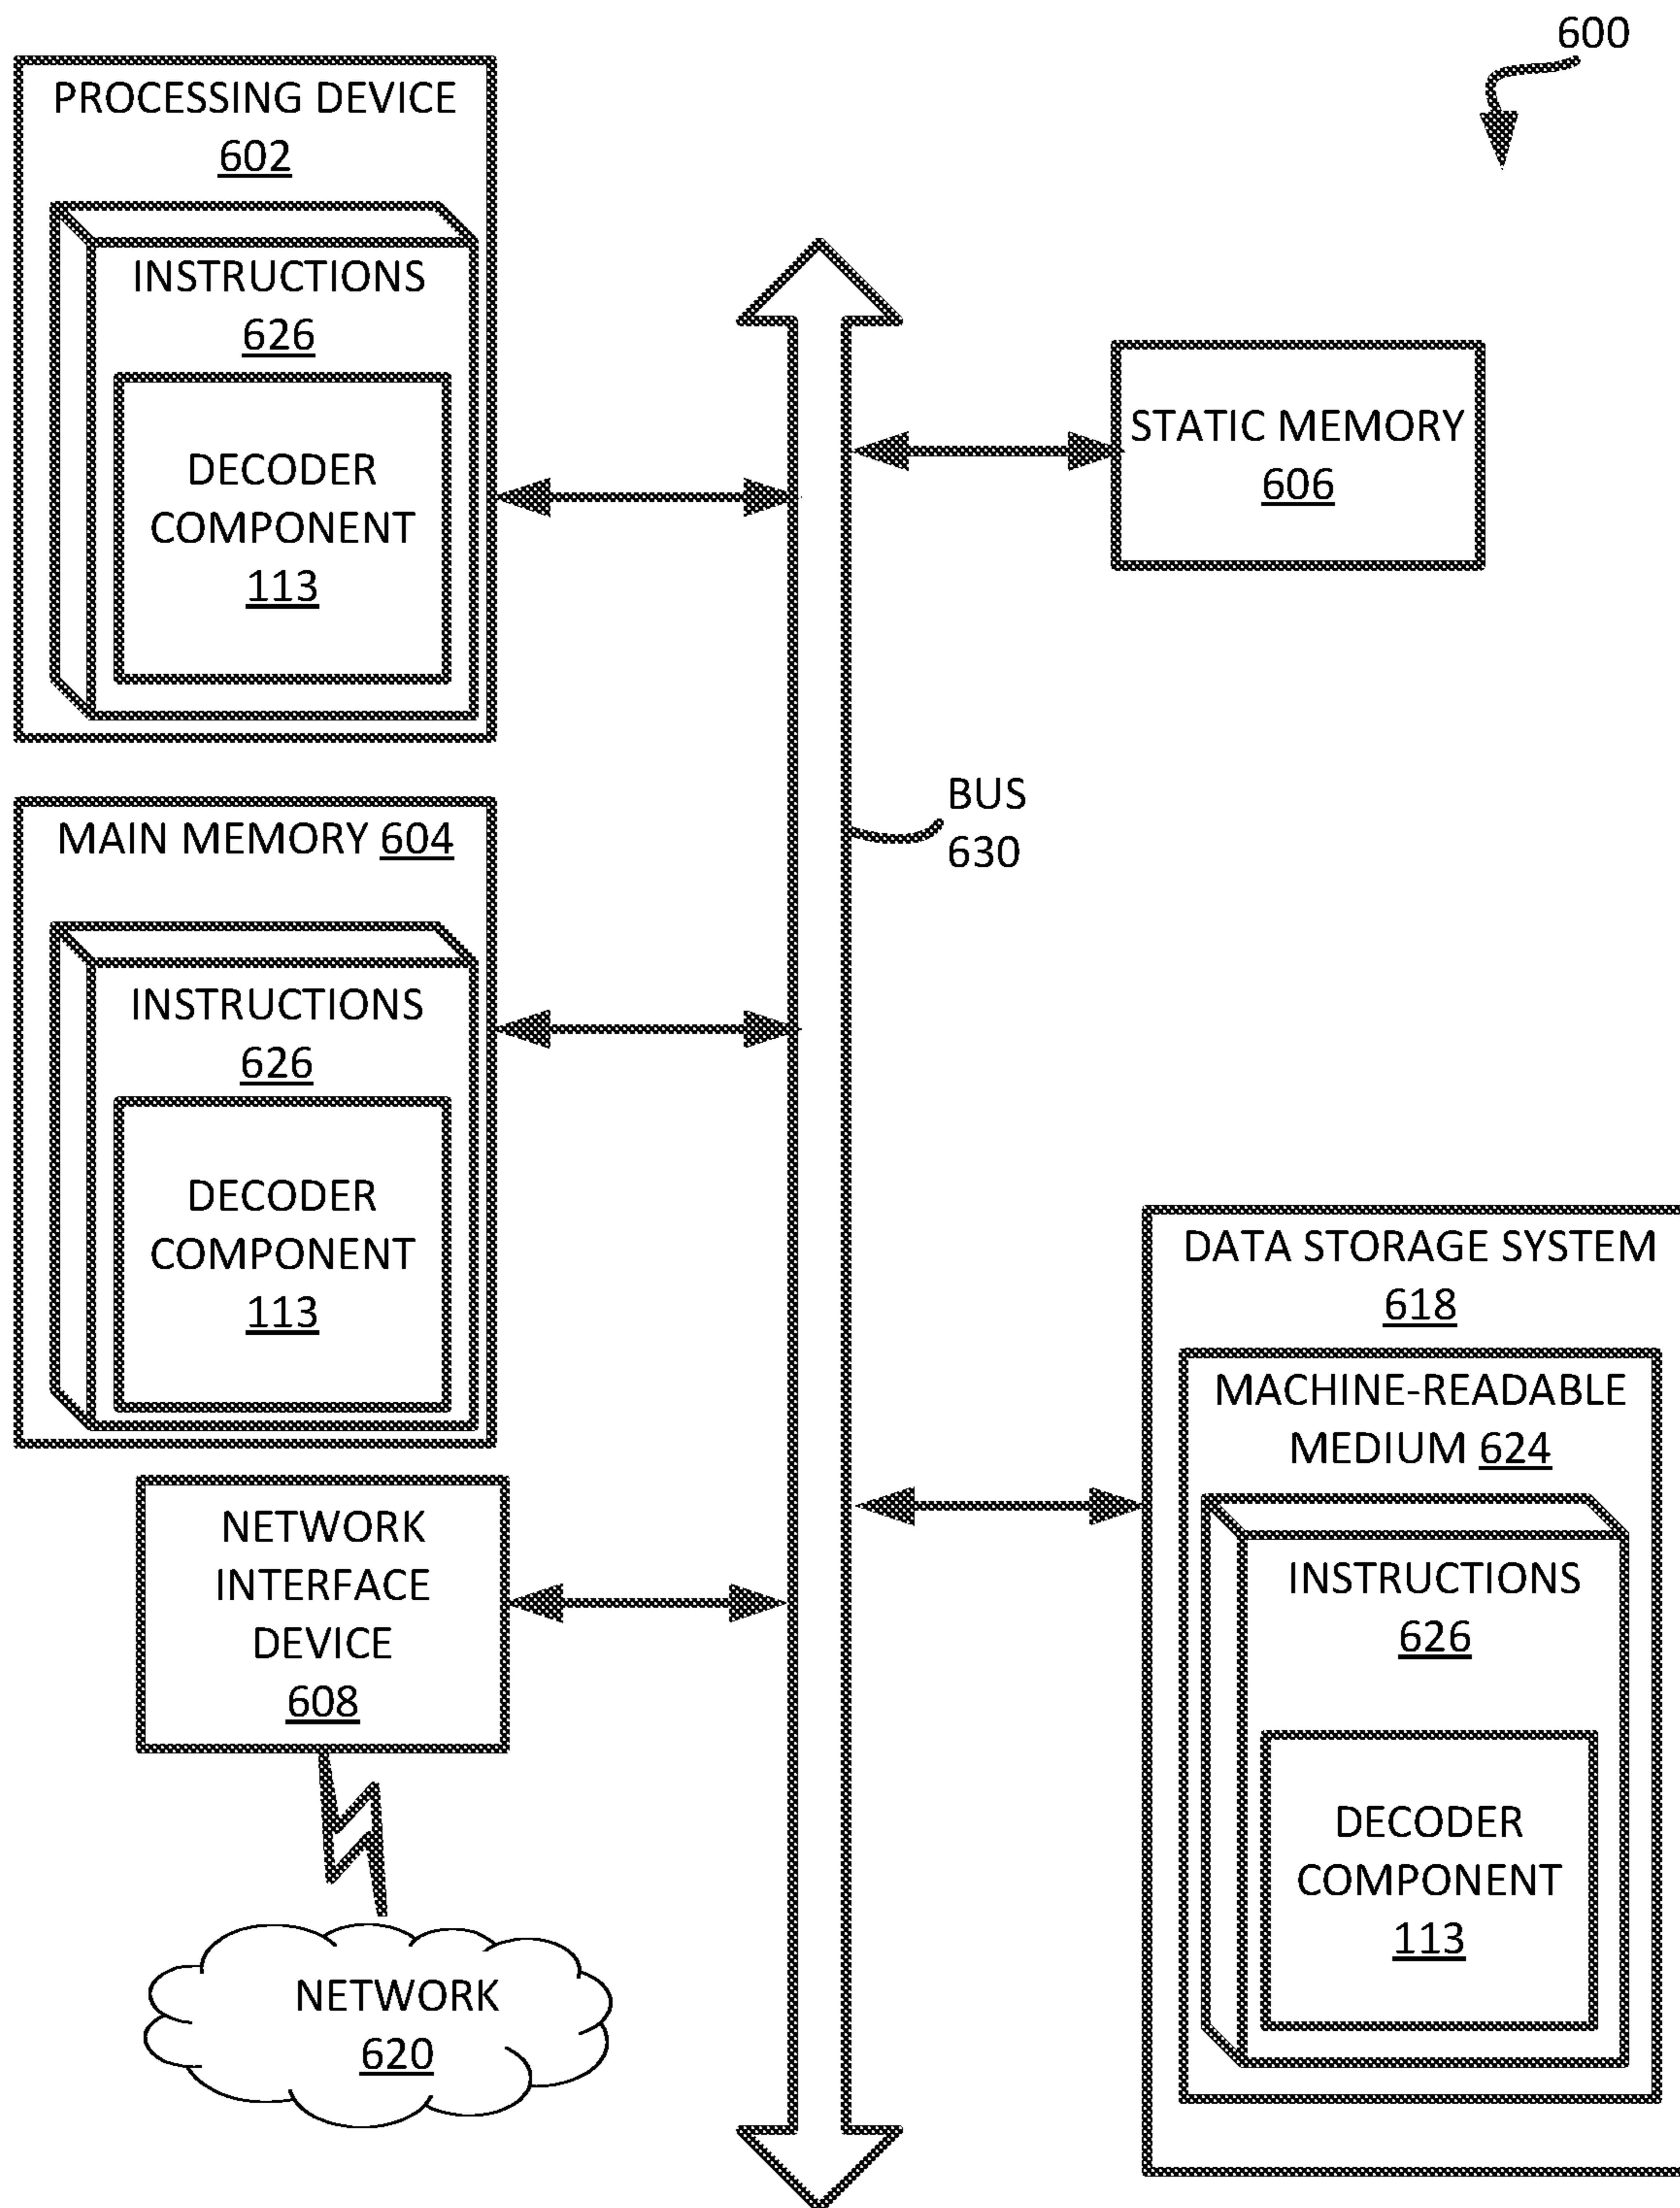 600
PROCESSING DEVICE
602
INSTRUCTIONS
626
DECODER
COMPONENT
113
STATIC MEMORY
606
BUS
630
MAIN MEMORY 604
INSTRUCTIONS
626
DECODER
COMPONENT
113
DATA STORAGE SYSTEM
618
MACHINE-READABLE
MEDIUM 624
INSTRUCTIONS
626
DECODER
COMPONENT
113
NETWORK
INTERFACE
DEVICE
608
NETWORK
620